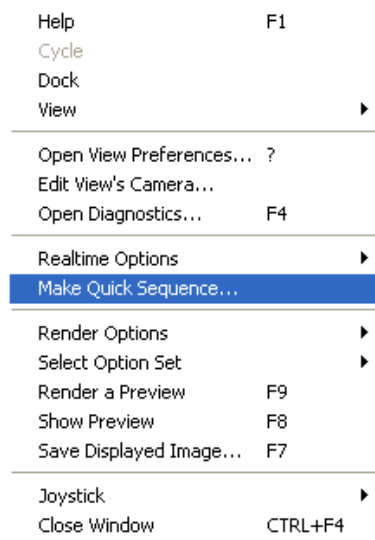 Help F1
Cycle
Dock
View
Open View Preferences... ?
Edit View's Camera...
Open Diagnostics... F4
Realtime Options
Make Quick Sequence...
Render Options
Select Option Set
Render a Preview F9
Show Preview F8
Save Displayed Image... F7
Joystick
Close Window CTRL+F4